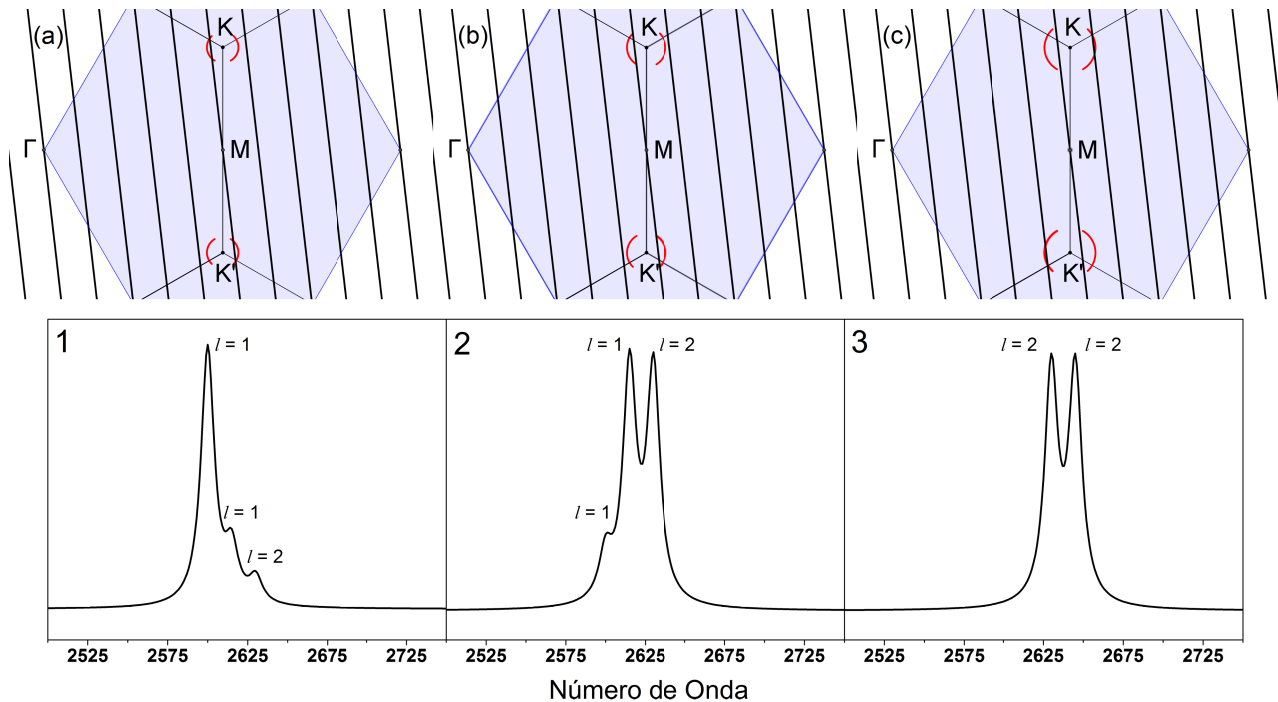 (a) K Γ M K'
(b) K Γ M K'
(c) K Γ M K'
1 l = 1 l = 1 l = 2
2 l = 1 l = 2 l = 1
3 l = 2 l = 2
2525 2575 2625 2675 2725 2525 2575 2625 2675 2725 2525 2575 2625 2675 2725
Número de Onda